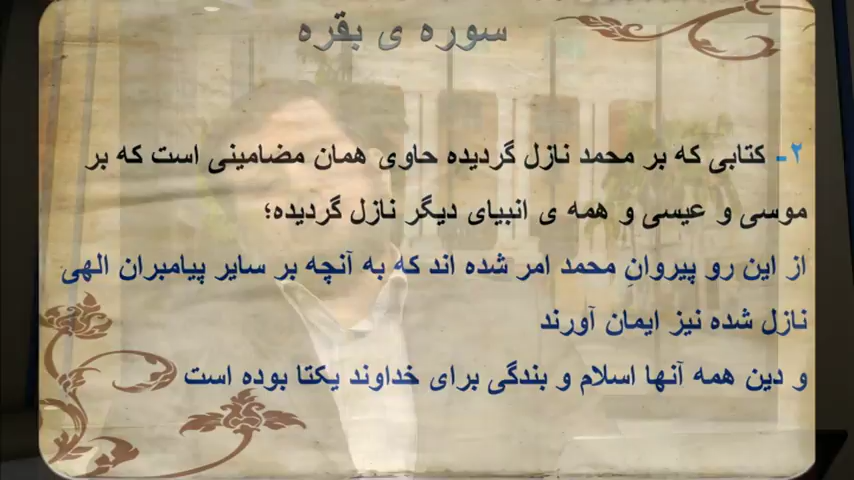 سوره ی بقره
۲- کتابی که بر محمد نازل گردیده حاوی همان مضامینی است که بر
موسی و عیسی و همه ی انبیای دیگر نازل گردیده؛
از این رو پیروانِ محمد امر شده اند که به آنچه بر سایر پیامبران الهی
نازل شده نیز ایمان آورند
و دین همه آنها اسلام و بندگی برای خداوند یکتا بوده است